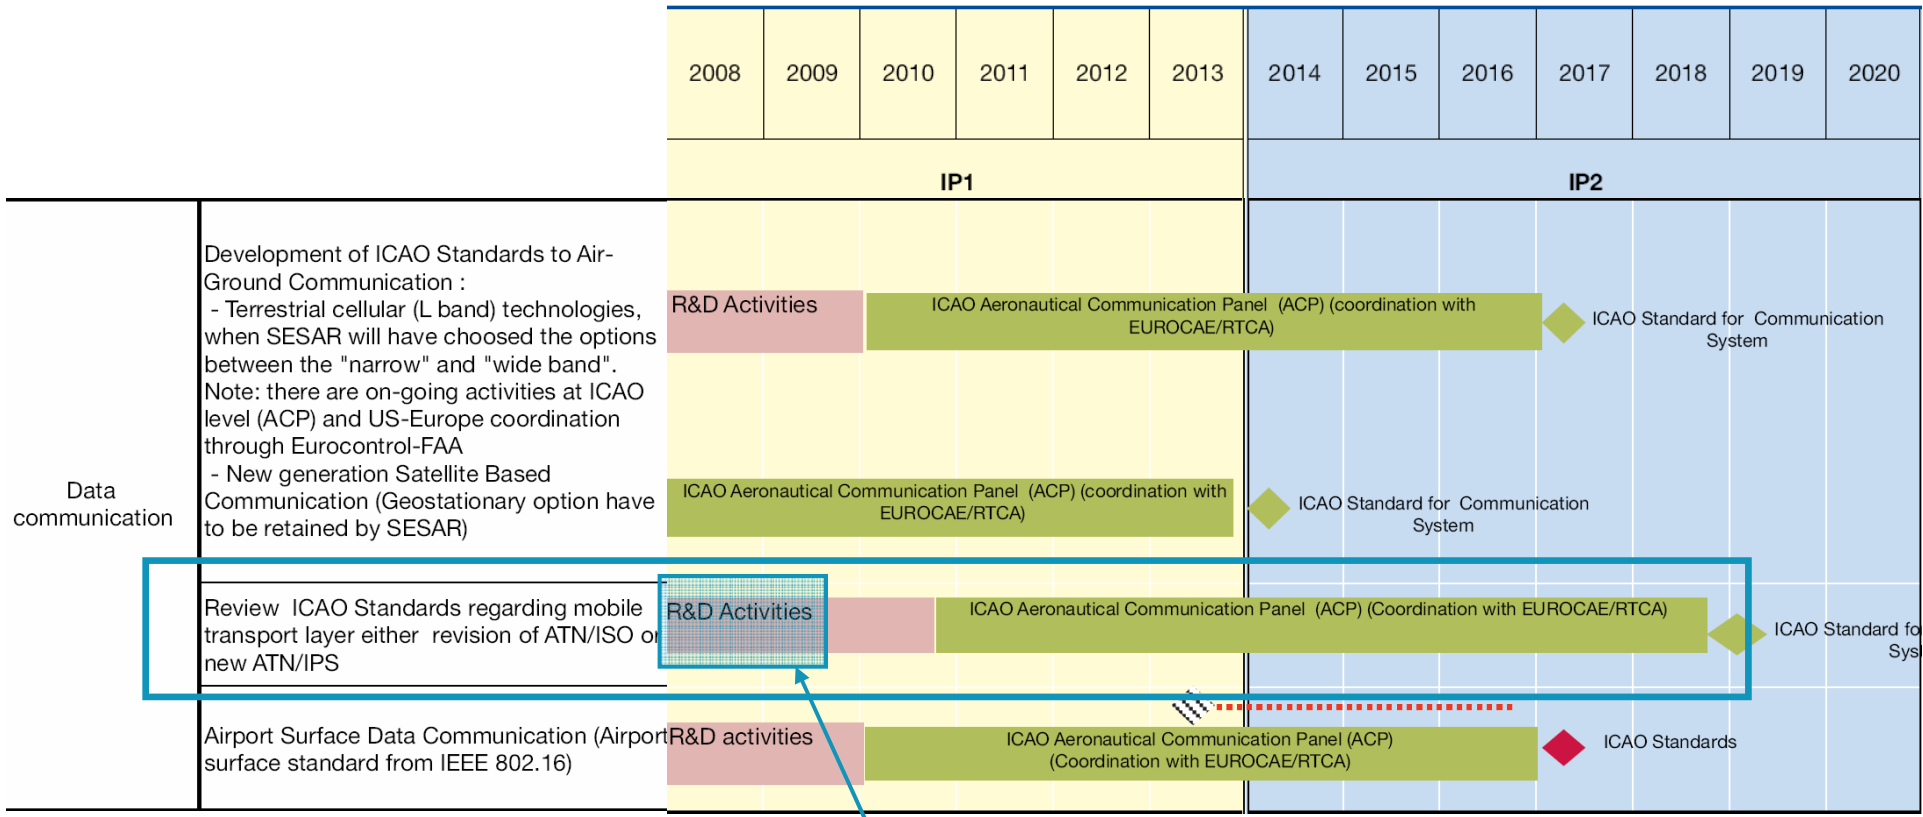 2008 2009 2010 2011 2012 2013 2014 2015 2016 2017 2018 2019 2020
IP1 IP2
Data
communication
Development of ICAO Standards to Air-
Ground Communication :
- Terrestrial cellular (L band) technologies,
when SESAR will have choosed the options
between the "narrow" and "wide band".
Note: there are on-going activities at ICAO
level (ACP) and US-Europe coordination
through Eurocontrol-FAA
- New generation Satellite Based
Communication (Geostationary option have
to be retained by SESAR)
R&D Activities
ICAO Aeronautical Communication Panel (ACP) (coordination with
EUROCAE/RTCA)
ICAO Standard for Communication
System
ICAO Aeronautical Communication Panel (ACP) (coordination with
EUROCAE/RTCA)
ICAO Standard for Communication
System
Review ICAO Standards regarding mobile
transport layer either revision of ATN/ISO or
new ATN/IPS
R&D Activities
ICAO Aeronautical Communication Panel (ACP) (Coordination with EUROCAE/RTCA)
ICAO Standard fo
Sys
Airport Surface Data Communication (Airport
surface standard from IEEE 802.16)
R&D activities
ICAO Aeronautical Communication Panel (ACP)
(Coordination with EUROCAE/RTCA)
ICAO Standards